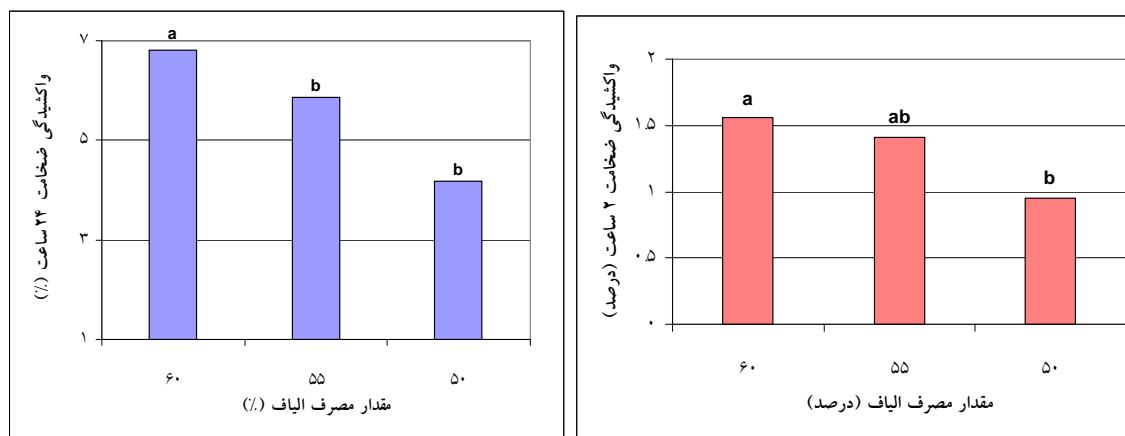 واکشیدگی ضخامت ۲۴ ساعت (٪)
۷
۵
۳
۱
a
b
b
۶۰ ۵۵ ۵۰
مقدار مصرف الیاف (٪)
واکشیدگی ضخامت ۲ ساعت (درصد)
۲
۱.۵
۱
۰.۵
۰
a
ab
b
۶۰ ۵۵ ۵۰
مقدار مصرف الیاف (درصد)